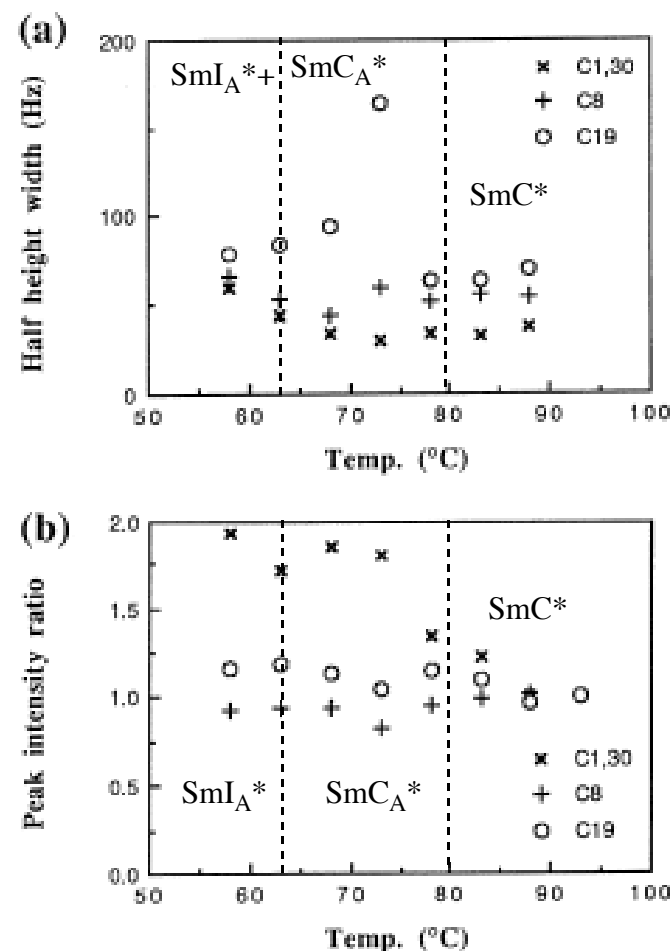 (a)
Half height width (Hz)
200
100
0
SmI_A*+ SmC_A*
SmC*
× C1,30
+ C8
○ C19
50 60 70 80 90 100
Temp. (°C)
(b)
Peak intensity ratio
2.0
1.5
1.0
0.5
0.0
SmC*
SmI_A* SmC_A*
× C1,30
+ C8
○ C19
50 60 70 80 90 100
Temp. (°C)